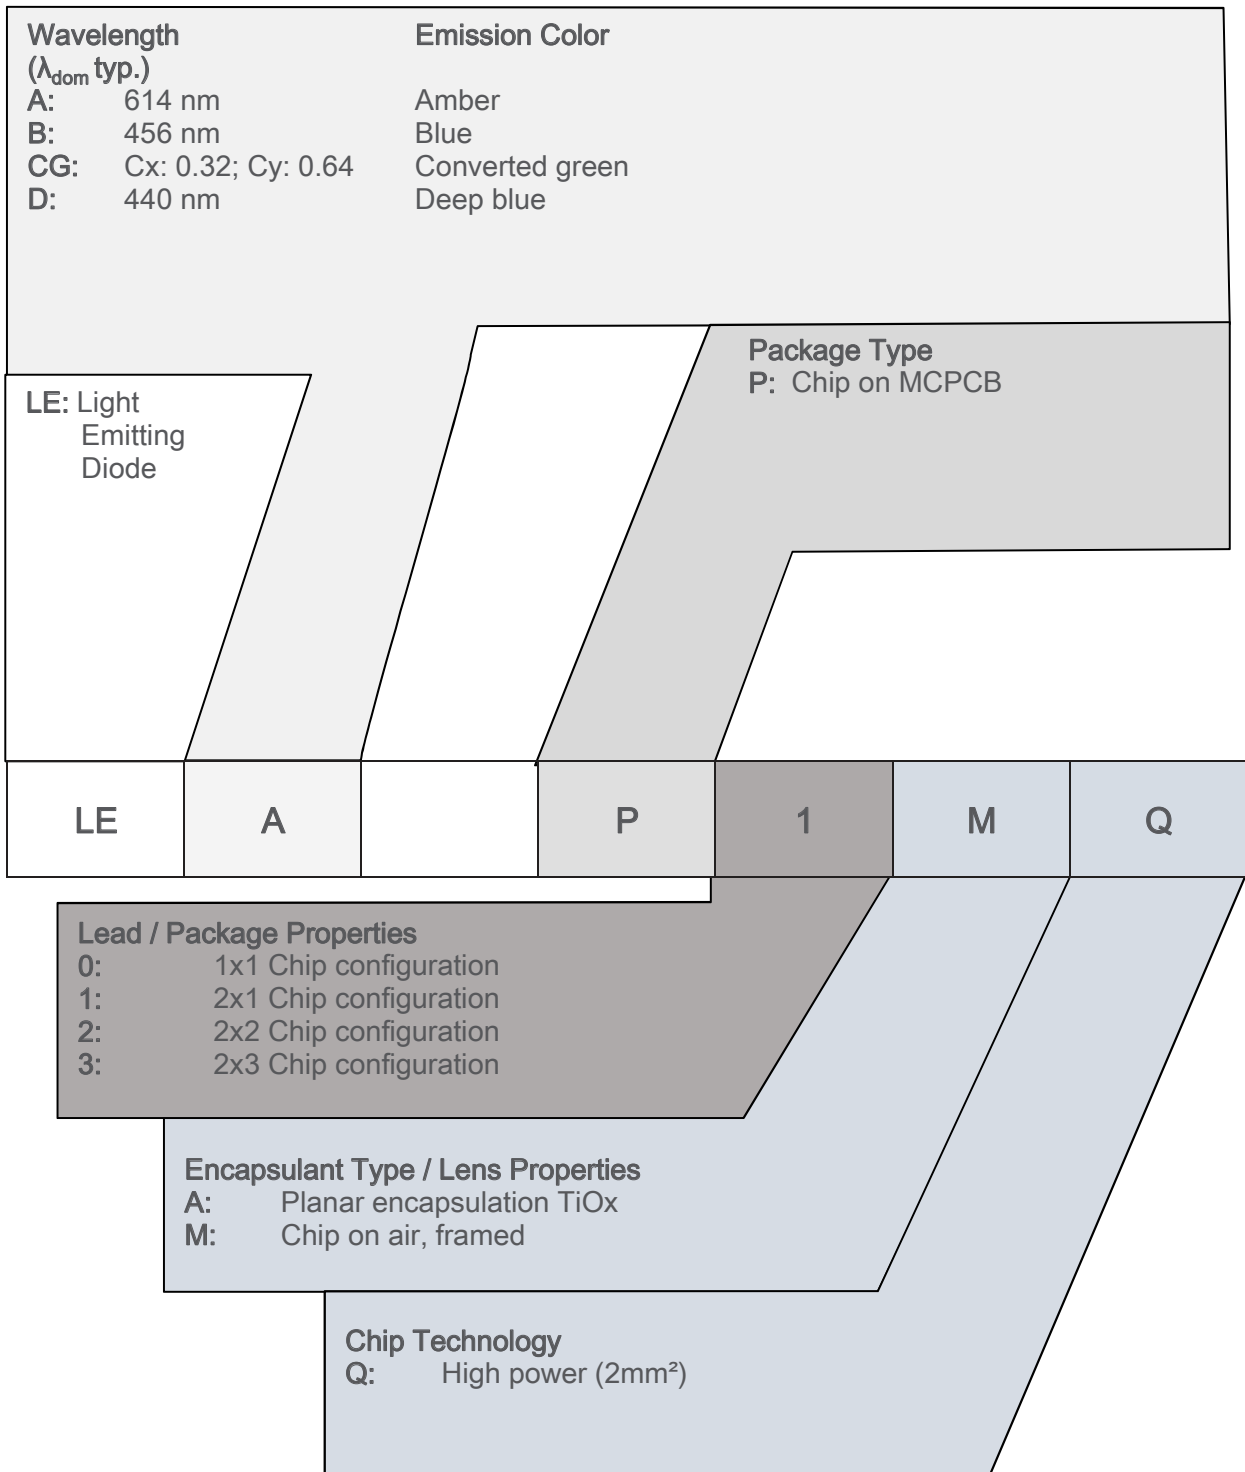 Wavelength Emission Color
(λdom typ.)
A: 614 nm Amber
B: 456 nm Blue
CG: Cx: 0.32; Cy: 0.64 Converted green
D: 440 nm Deep blue
Package Type
P: Chip on MCPCB
LE: Light
Emitting
Diode
LE A P 1 M Q
Lead / Package Properties
0: 1x1 Chip configuration
1: 2x1 Chip configuration
2: 2x2 Chip configuration
3: 2x3 Chip configuration
Encapsulant Type / Lens Properties
A: Planar encapsulation TiOx
M: Chip on air, framed
Chip Technology
Q: High power (2mm²)